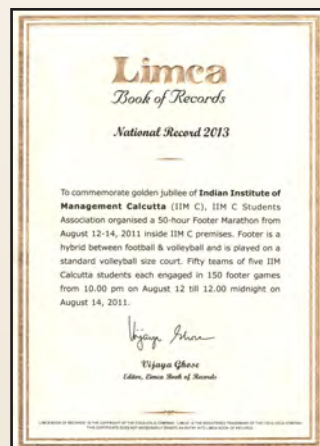 Limca
Book of Records
National Record 2013
To commemorate golden jubilee of Indian Institute of
Management Calcutta (IIM C), IIM C Students
Association organised a 50-hour Footer Marathon from
August 12-14, 2011 inside IIM C premises. Footer is a
hybrid between football & volleyball and is played on a
standard volleyball size court. Fifty teams of five IIM
Calcutta students each engaged in 150 footer games
from 10.00 pm on August 12 till 12.00 midnight on
August 14, 2011.
Vijaya Ghose
Vijaya Ghose
Editor, Limca Book of Records